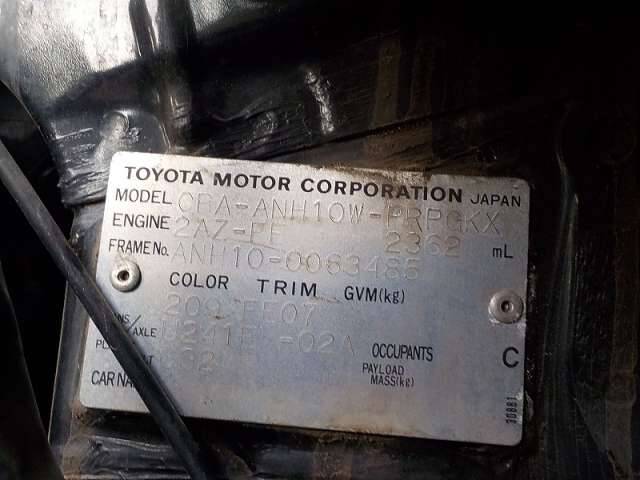 TOYOTA MOTOR CORPORATION JAPAN
MODEL CBA-ANH10W-PRPGKX
ENGINE 2AZ-FE 2362 mL
FRAME No. ANH10-0063485
COLOR TRIM GVM(kg)
209 FE07
/AXLE U241E -02A OCCUPANTS C
PAYLOAD
MASS(kg)
CAR NA